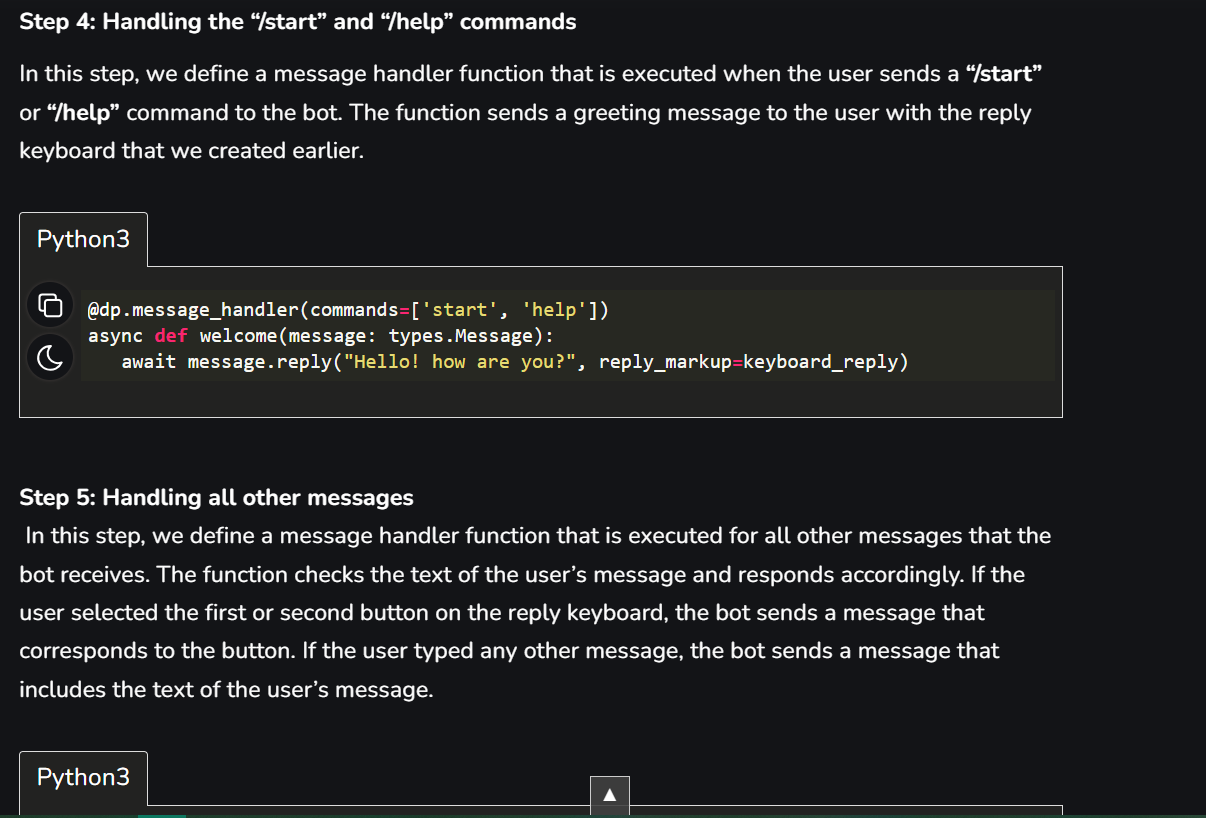 Step 4: Handling the “/start” and “/help” commands
In this step, we define a message handler function that is executed when the user sends a “/start”
or “/help” command to the bot. The function sends a greeting message to the user with the reply
keyboard that we created earlier.
Python3
@dp.message_handler(commands=['start', 'help'])
async def welcome(message: types.Message):
   await message.reply("Hello! how are you?", reply_markup=keyboard_reply)
Step 5: Handling all other messages
In this step, we define a message handler function that is executed for all other messages that the
bot receives. The function checks the text of the user’s message and responds accordingly. If the
user selected the first or second button on the reply keyboard, the bot sends a message that
corresponds to the button. If the user typed any other message, the bot sends a message that
includes the text of the user’s message.
Python3